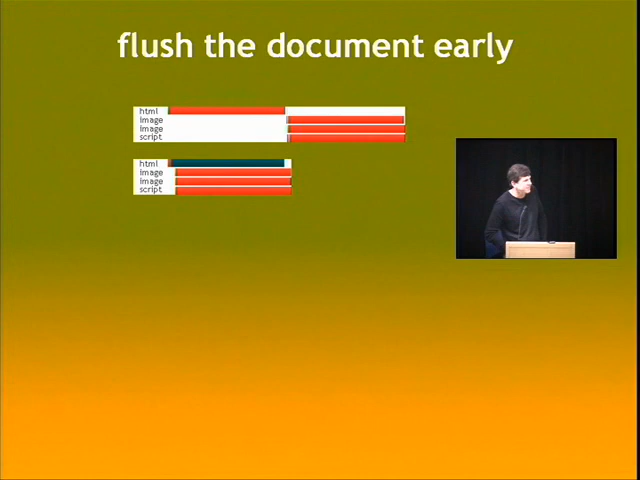 flush the document early
html
image
image
script
html
image
image
script